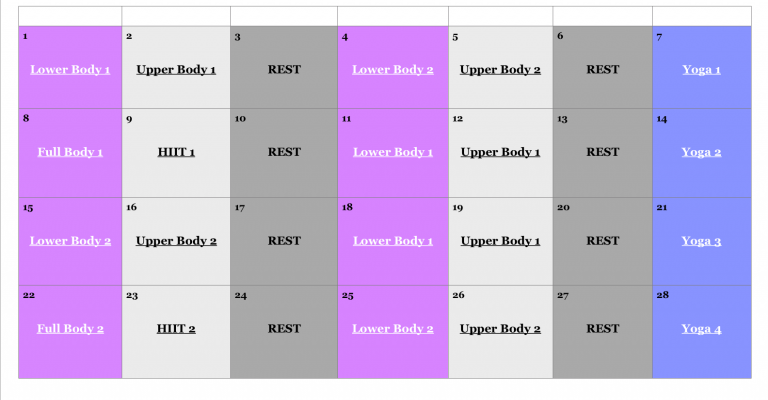 1 2 3 4 5 6 7
Lower Body 1 Upper Body 1 REST Lower Body 2 Upper Body 2 REST Yoga 1
8 9 10 11 12 13 14
Full Body 1 HIIT 1 REST Lower Body 1 Upper Body 1 REST Yoga 2
15 16 17 18 19 20 21
Lower Body 2 Upper Body 2 REST Lower Body 1 Upper Body 1 REST Yoga 3
22 23 24 25 26 27 28
Full Body 2 HIIT 2 REST Lower Body 2 Upper Body 2 REST Yoga 4